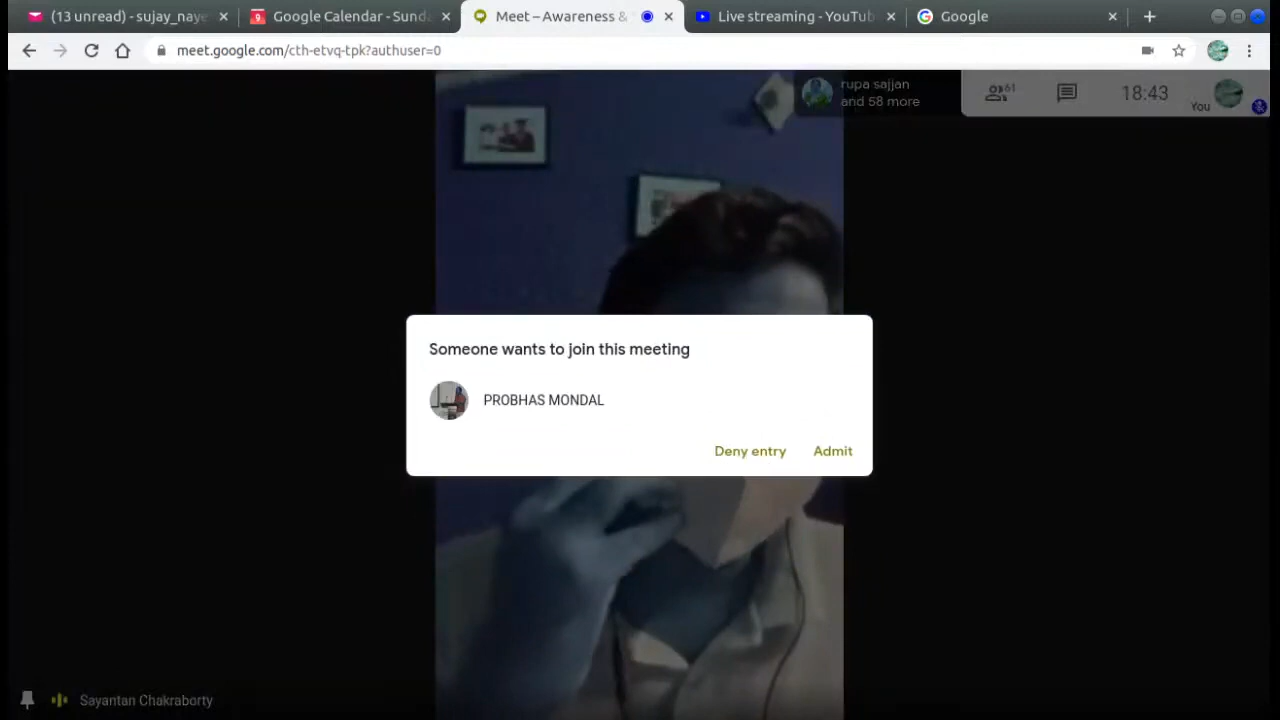 (13 unread) - sujay_naye
Google Calendar - Sund
Meet – Awareness &
Live streaming - YouTub
Google
meet.google.com/cth-etvq-tpk?authuser=0
rupa sajjan
and 58 more
61
18:43
You
Someone wants to join this meeting
PROBHAS MONDAL
Deny entry
Admit
Sayantan Chakraborty